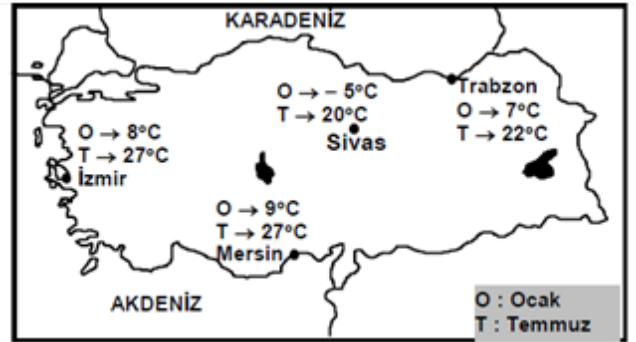 KARADENİZ
O → – 5°C
T → 20°C
Sivas
Trabzon
O → 7°C
T → 22°C
O → 8°C
T → 27°C
İzmir
O → 9°C
T → 27°C
Mersin
AKDENİZ
O : Ocak
T : Temmuz